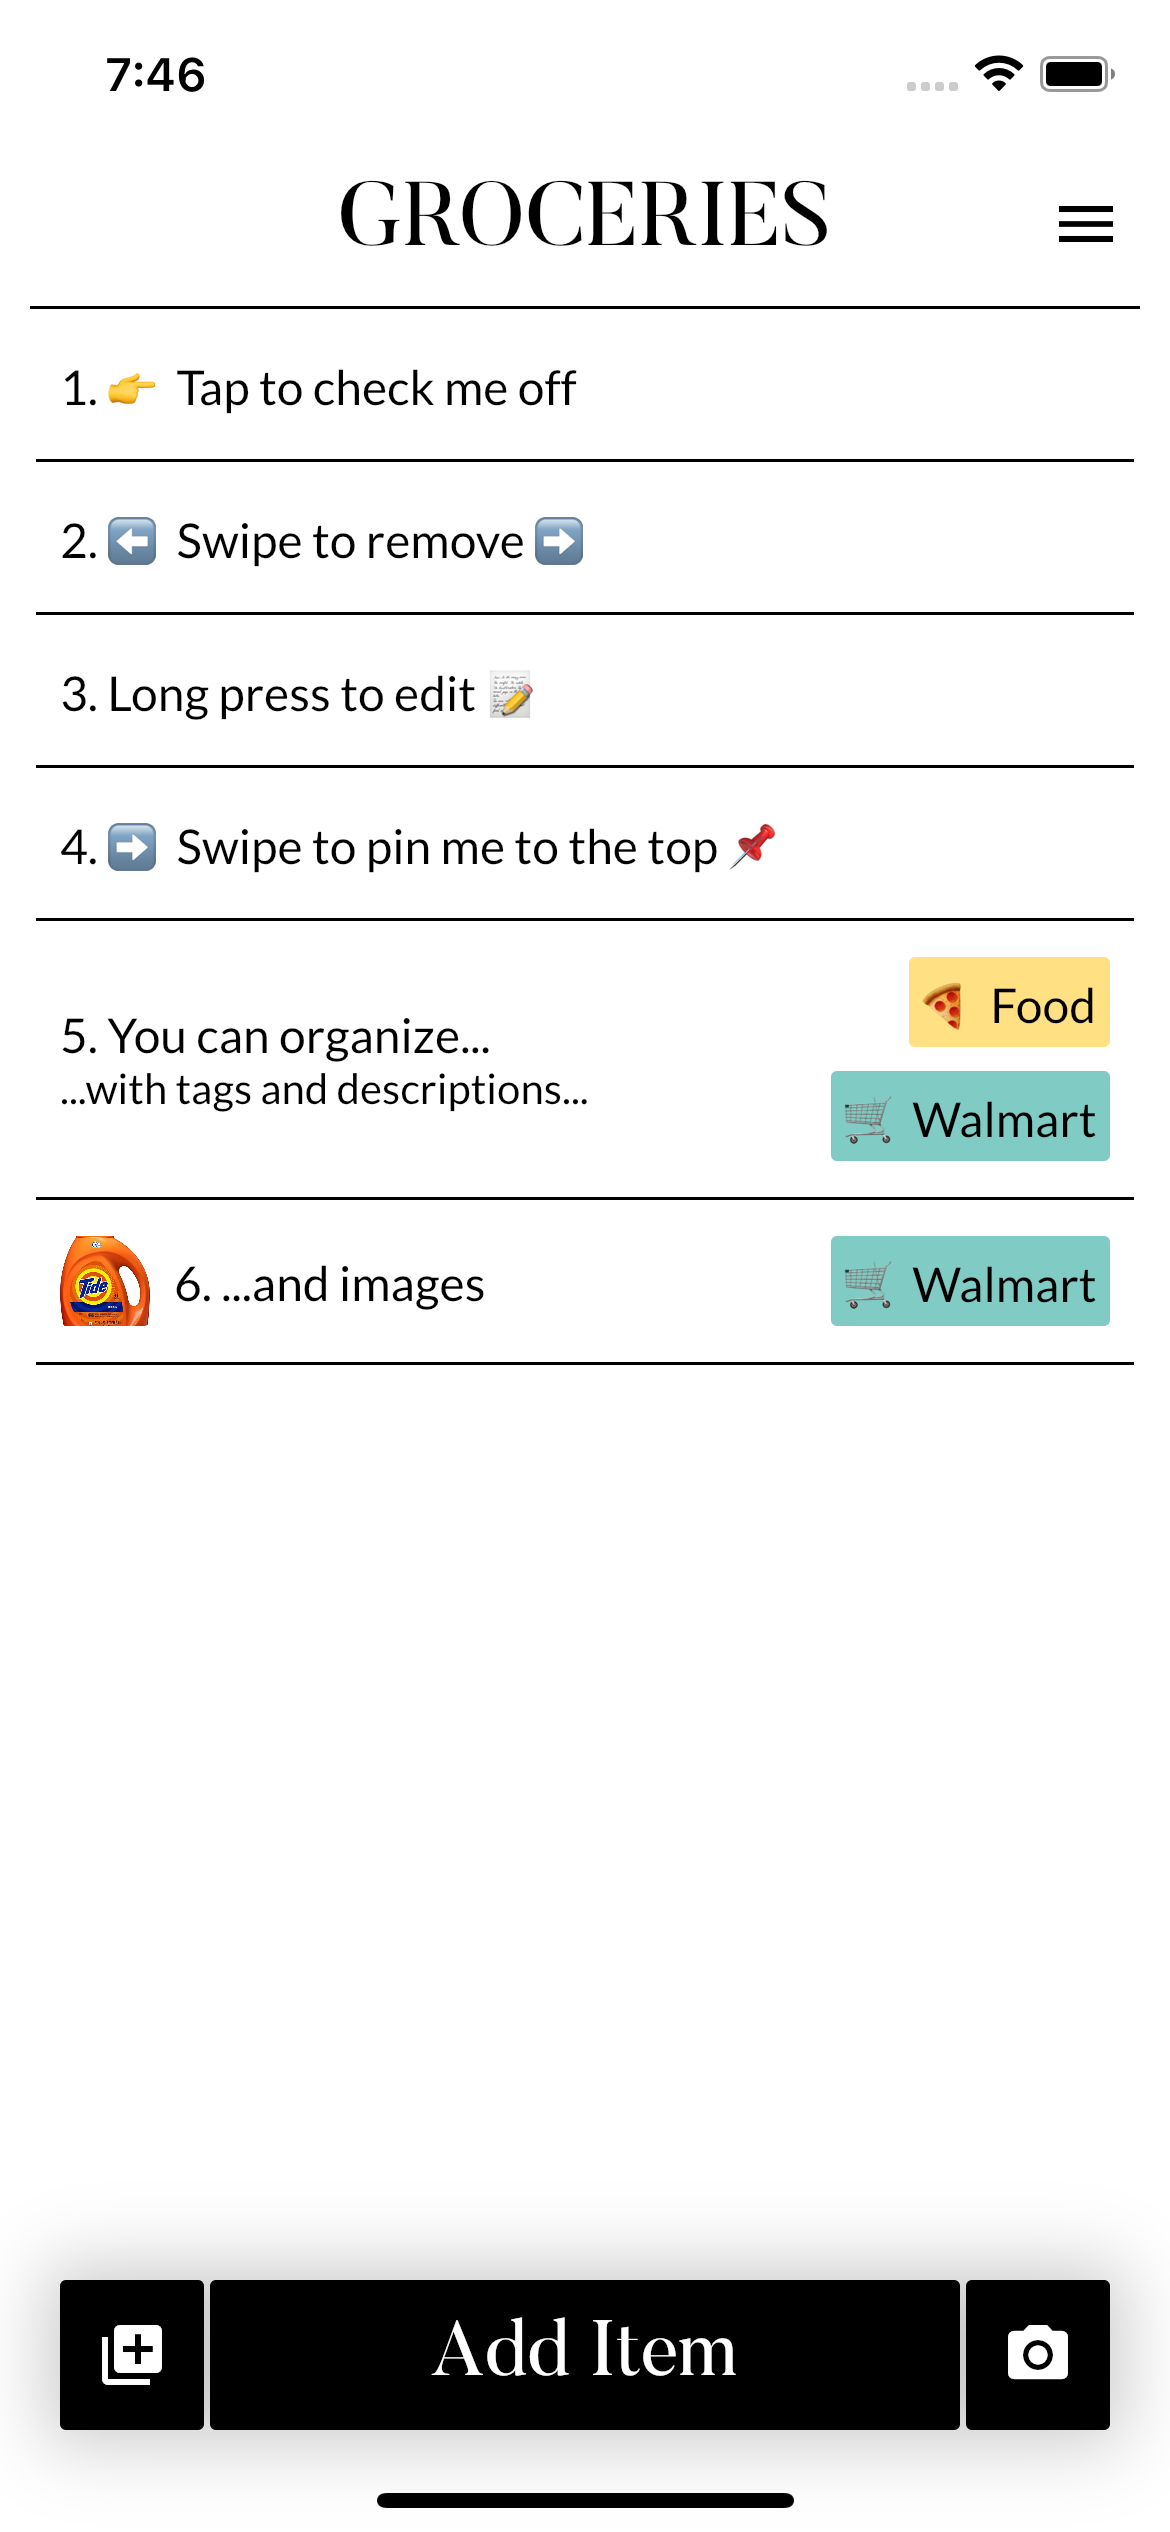 7:46
GROCERIES
1. 👉 Tap to check me off
2. ⬅️ Swipe to remove ➡️
3. Long press to edit 📝
4. ➡️ Swipe to pin me to the top 📌
🍕 Food
5. You can organize...
...with tags and descriptions...
🛒 Walmart
Tide
6. ...and images
🛒 Walmart
Add Item